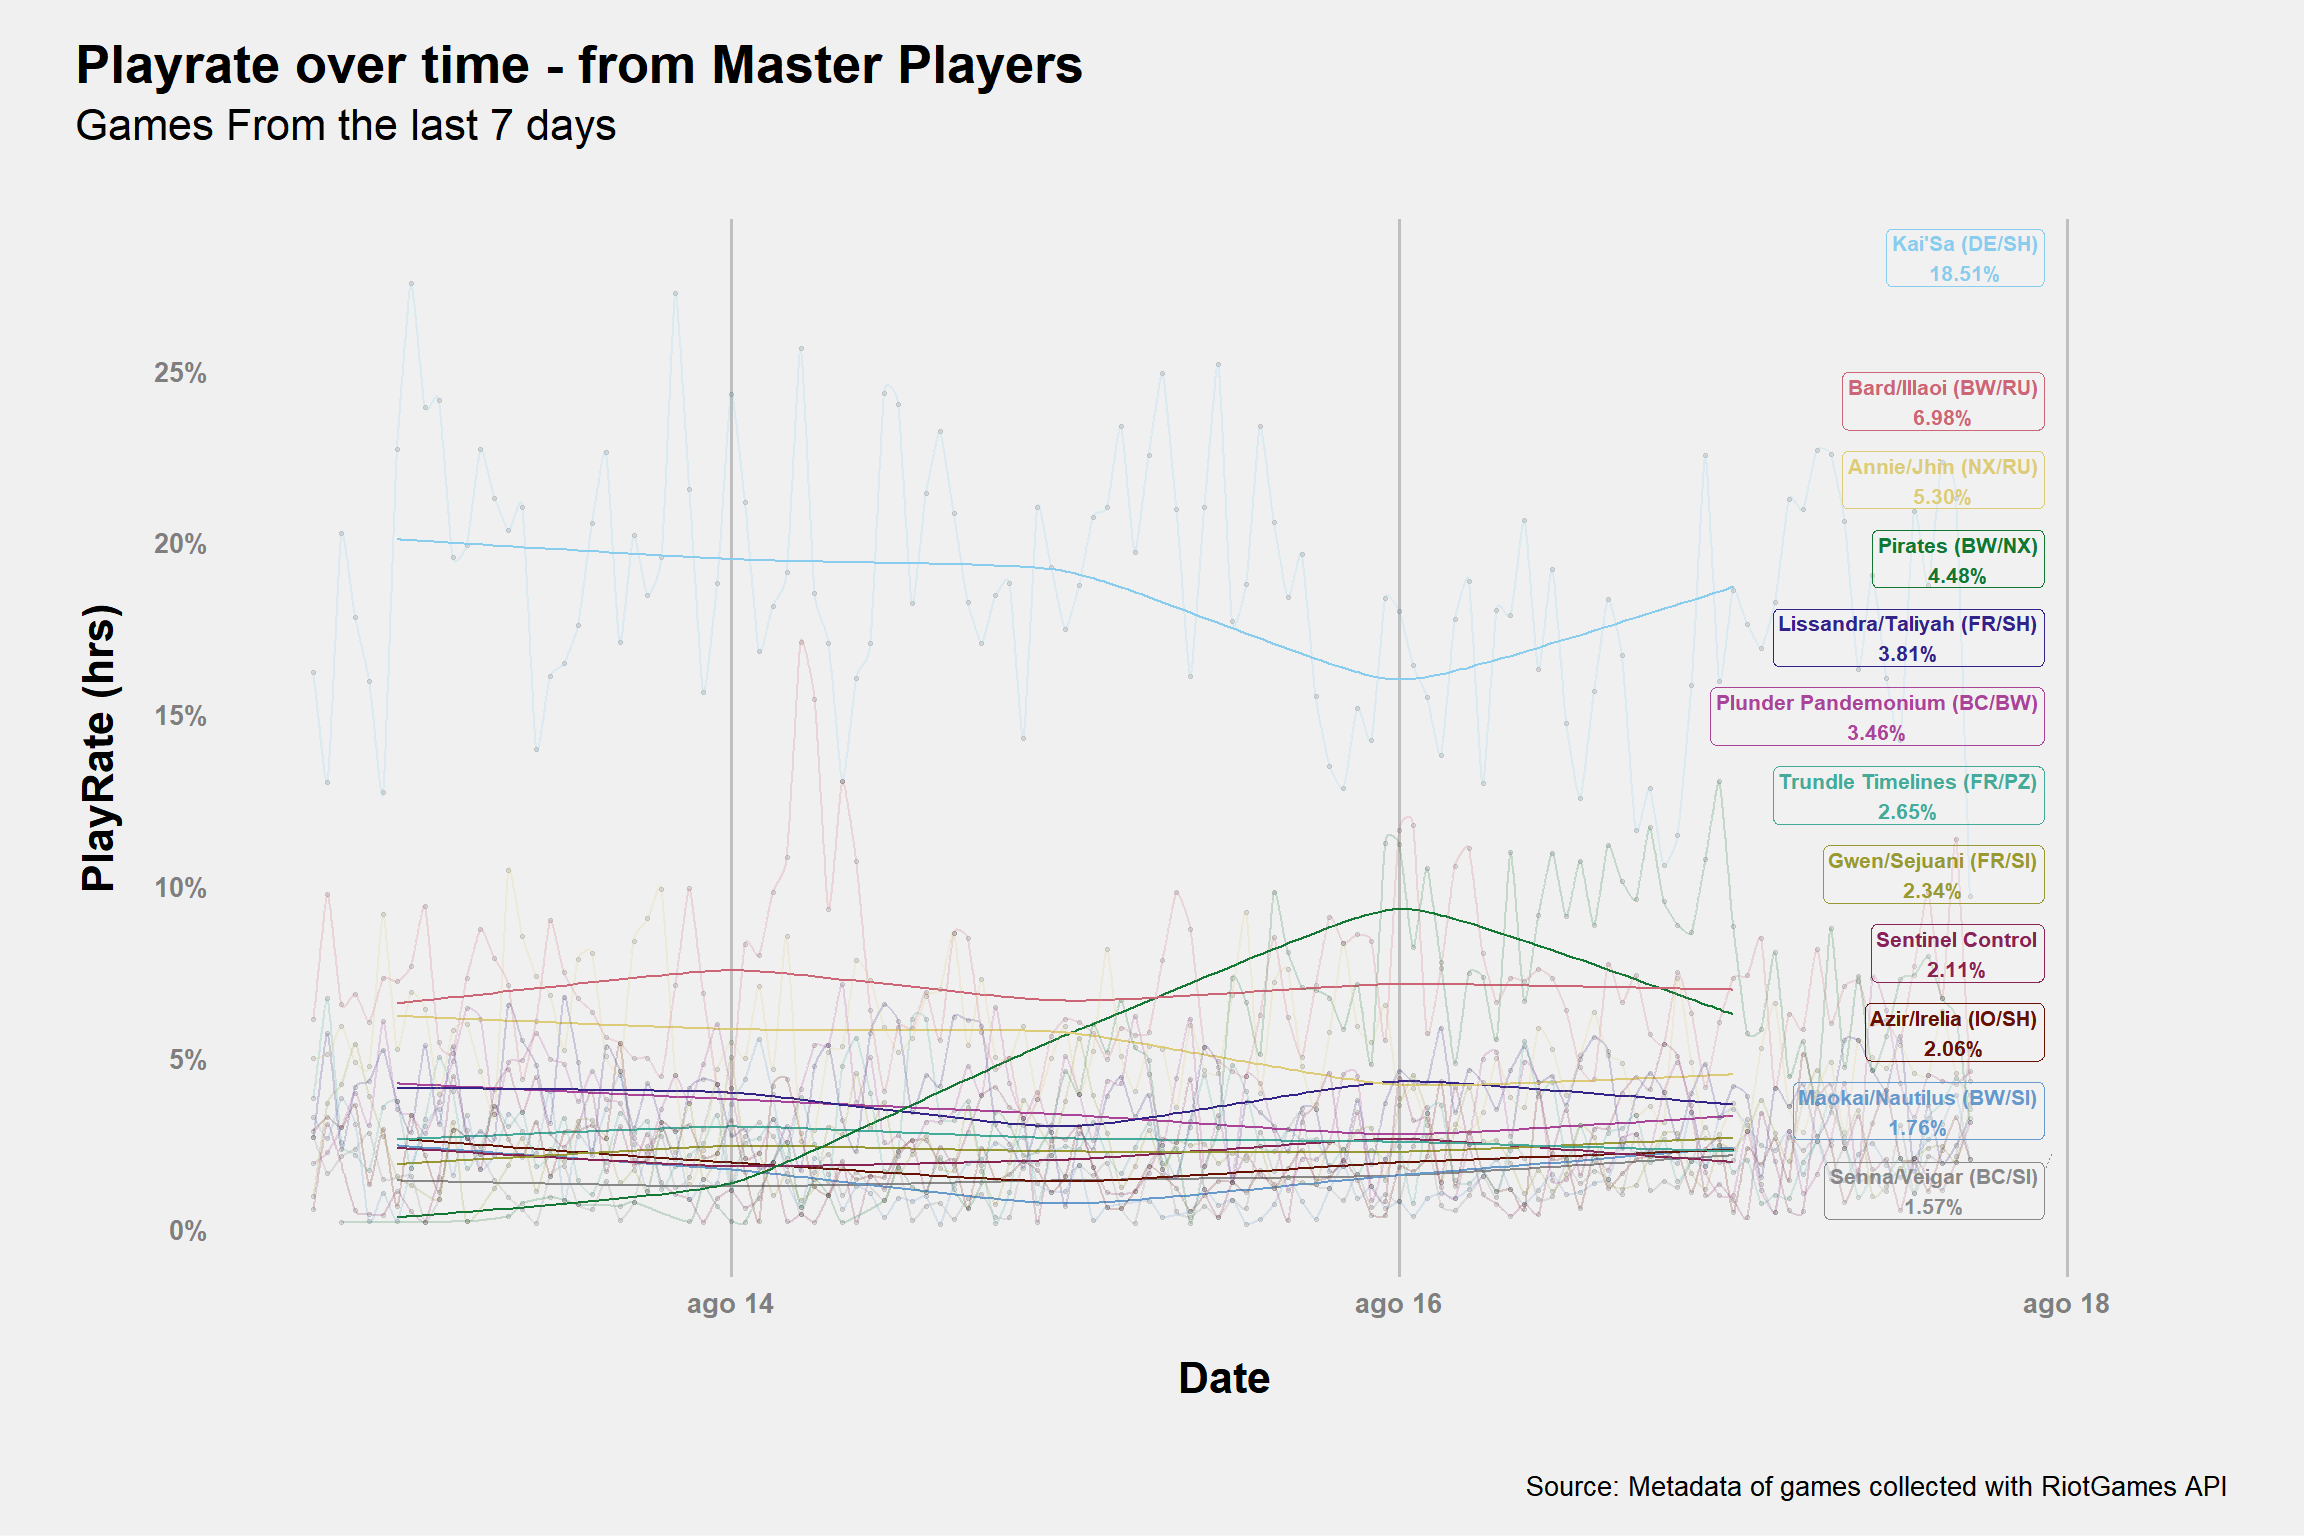 Playrate over time - from Master Players
Games From the last 7 days
PlayRate (hrs)
25%
20%
15%
10%
5%
0%
Kai'Sa (DE/SH)
18.51%
Bard/Illaoi (BW/RU)
6.98%
Annie/Jhin (NX/RU)
5.30%
Pirates (BW/NX)
4.48%
Lissandra/Taliyah (FR/SH)
3.81%
Plunder Pandemonium (BC/BW)
3.46%
Trundle Timelines (FR/PZ)
2.65%
Gwen/Sejuani (FR/SI)
2.34%
Sentinel Control
2.11%
Azir/Irelia (IO/SH)
2.06%
Maokai/Nautilus (BW/SI)
1.76%
Senna/Veigar (BC/SI)
1.57%
ago 14
ago 16
ago 18
Date
Source: Metadata of games collected with RiotGames API